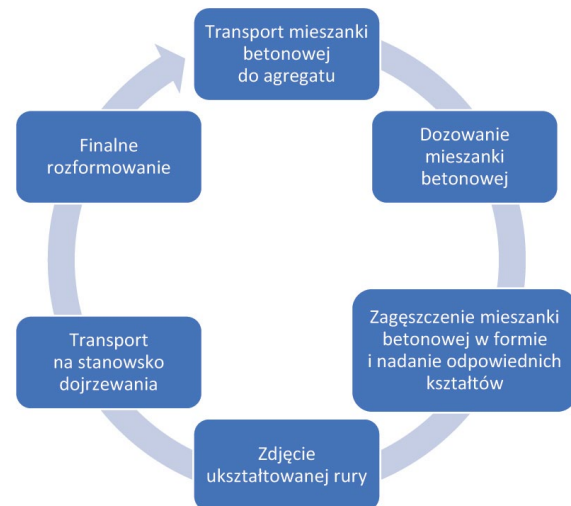 Transport mieszanki
betonowej
do agregatu
Dozowanie
mieszanki
betonowej
Zagęszczenie mieszanki
betonowej w formie
i nadanie odpowiednich
kształtów
Zdjęcie
ukształtowanej rury
Transport
na stanowsko
dojrzewania
Finalne
rozformowanie